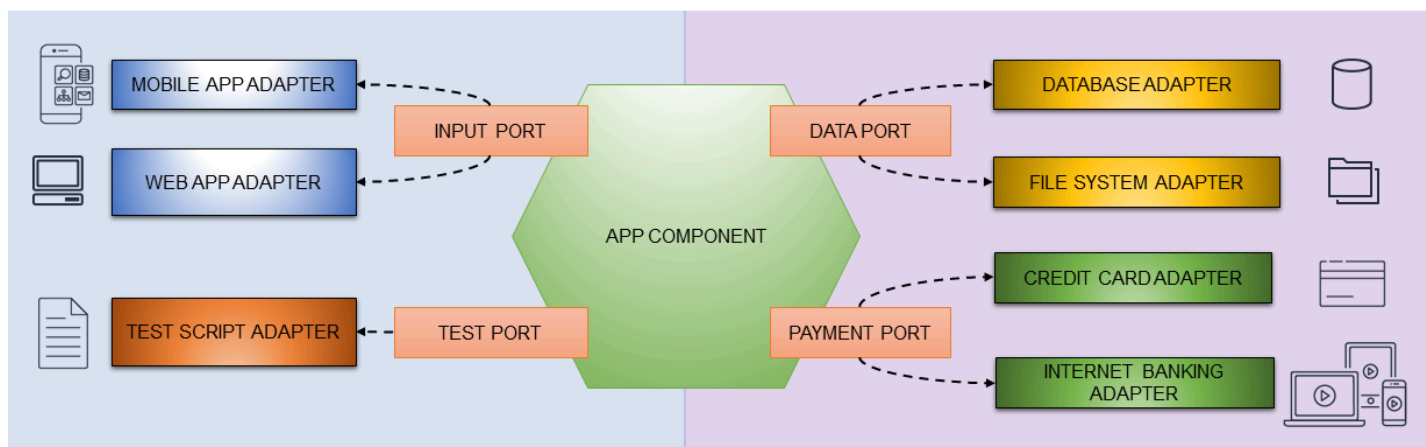 MOBILE APP ADAPTER
INPUT PORT
WEB APP ADAPTER
TEST SCRIPT ADAPTER
TEST PORT
APP COMPONENT
DATA PORT
DATABASE ADAPTER
FILE SYSTEM ADAPTER
PAYMENT PORT
CREDIT CARD ADAPTER
INTERNET BANKING
ADAPTER